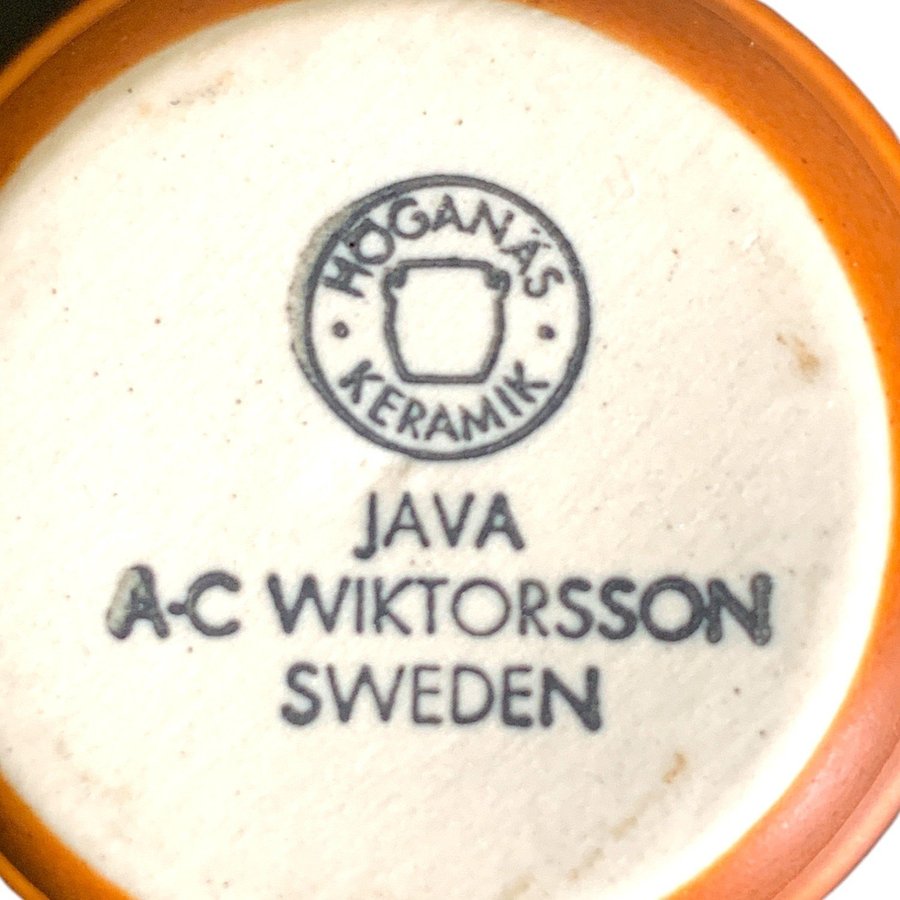 HÖGANÄS
KERAMIK
JAVA
A-C WIKTORSSON
SWEDEN